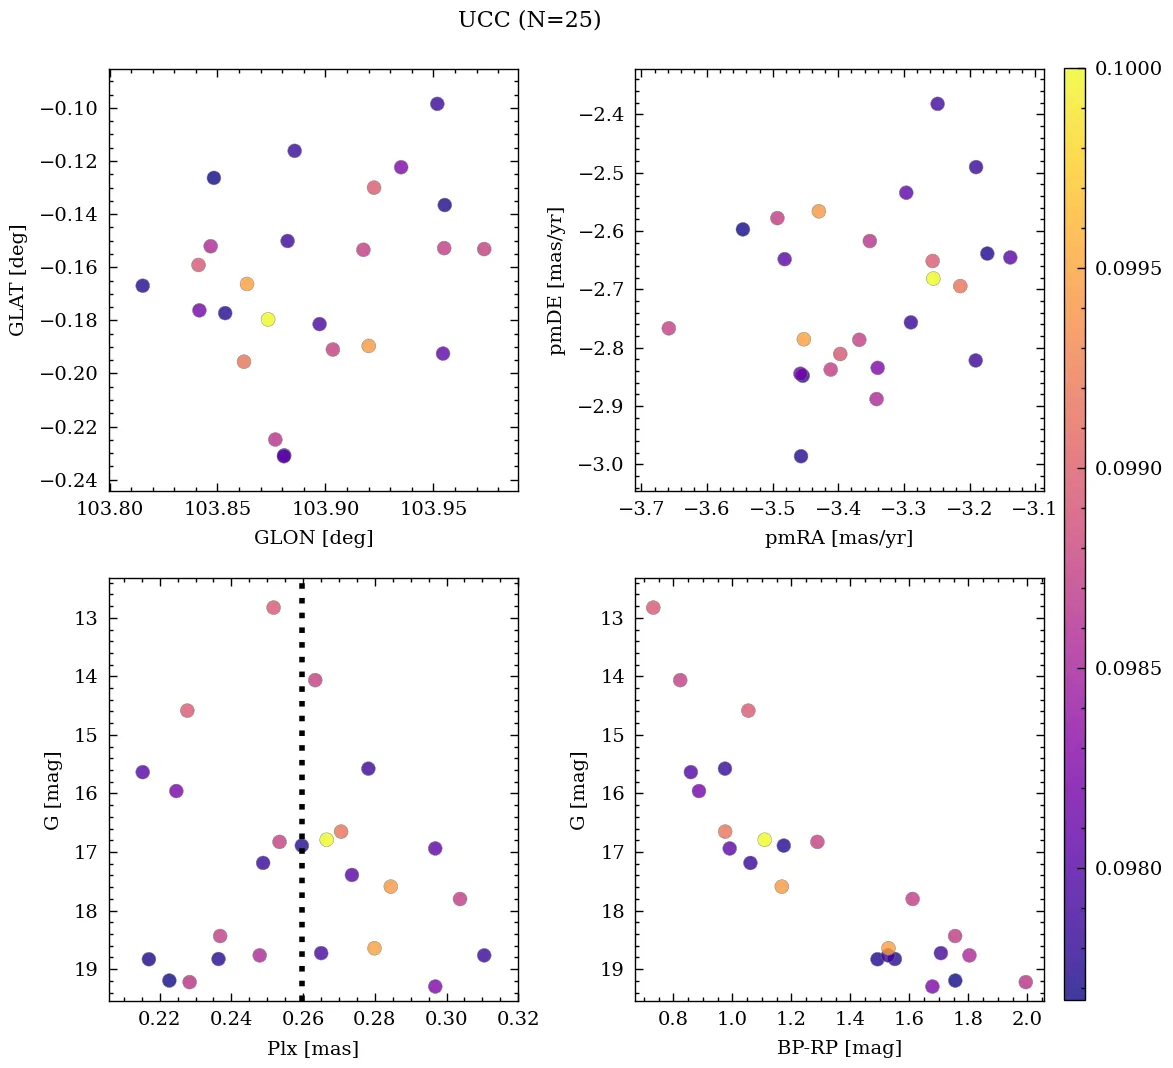 UCC (N=25)
−0.10
−0.12
−0.14
−0.16
−0.18
−0.20
−0.22
−0.24
GLAT [deg]
103.80 103.85 103.90 103.95
GLON [deg]
−2.4
−2.5
−2.6
−2.7
−2.8
−2.9
−3.0
pmDE [mas/yr]
−3.7 −3.6 −3.5 −3.4 −3.3 −3.2 −3.1
pmRA [mas/yr]
0.1000
0.0995
0.0990
0.0985
0.0980
13
14
15
16
17
18
19
G [mag]
0.22 0.24 0.26 0.28 0.30 0.32
Plx [mas]
13
14
15
16
17
18
19
G [mag]
0.8 1.0 1.2 1.4 1.6 1.8 2.0
BP-RP [mag]